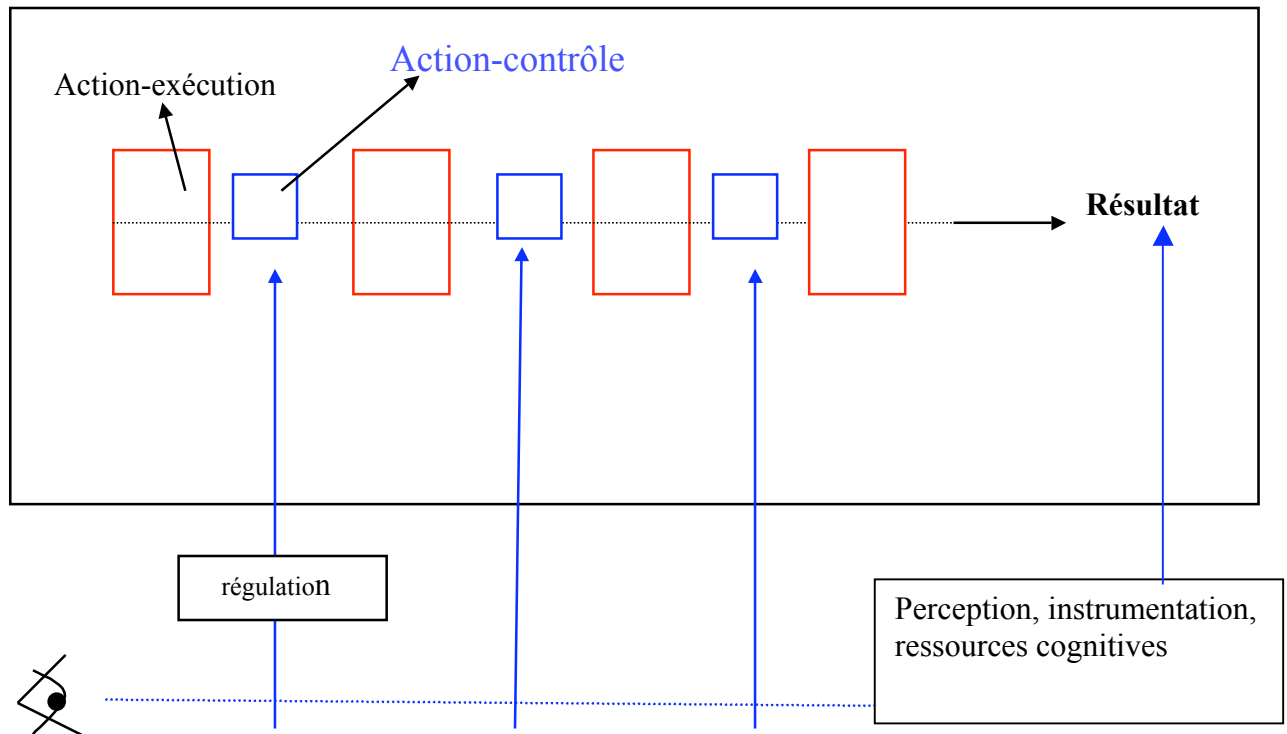 Action-contrôle
Action-exécution
Résultat
régulation
Perception, instrumentation,
ressources cognitives